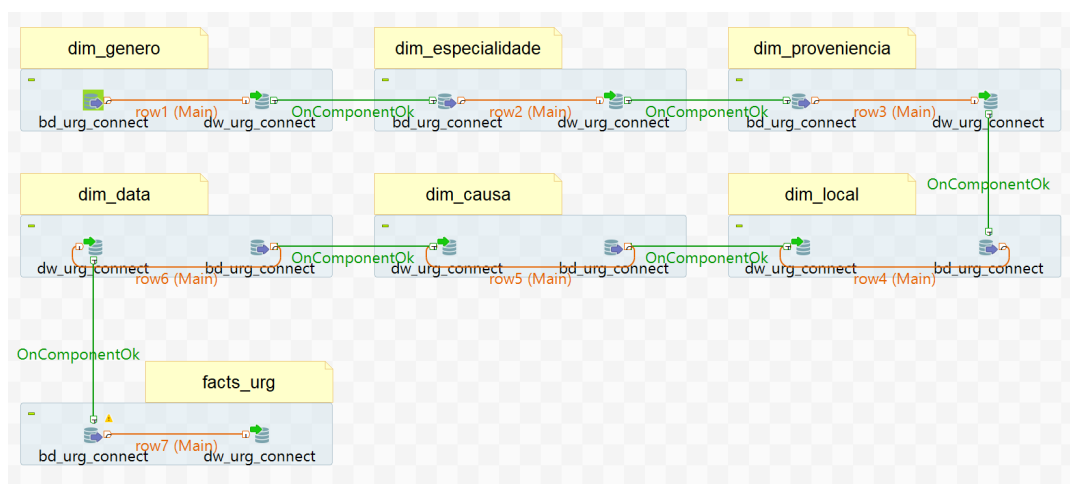 dim_genero
dim_especialidade
dim_proveniencia
row1 (Main)
OnComponentOk
row2 (Main)
OnComponentOk
row3 (Main)
bd_urg_connect
dw_urg_connect
bd_urg_connect
dw_urg_connect
bd_urg_connect
dw_urg_connect
OnComponentOk
dim_data
dim_causa
dim_local
OnComponentOk
OnComponentOk
dw_urg_connect
bd_urg_connect
dw_urg_connect
bd_urg_connect
dw_urg_connect
bd_urg_connect
row6 (Main)
row5 (Main)
row4 (Main)
OnComponentOk
facts_urg
row7 (Main)
bd_urg_connect
dw_urg_connect